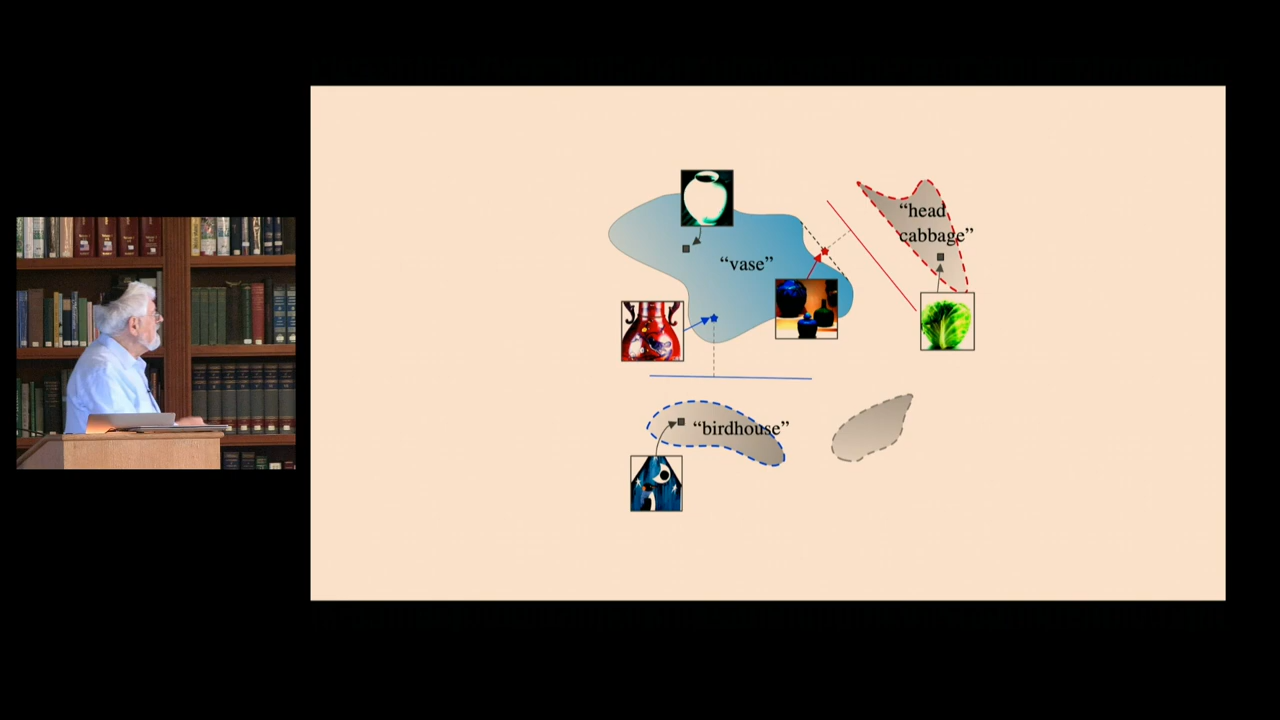 “head
cabbage”
“vase”
“birdhouse”